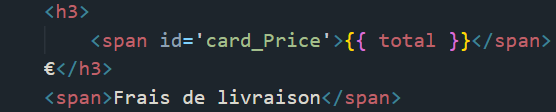 <h3>
<span id='card_Price'>{{ total }}</span>
€</h3>
<span>Frais de livraison</span>